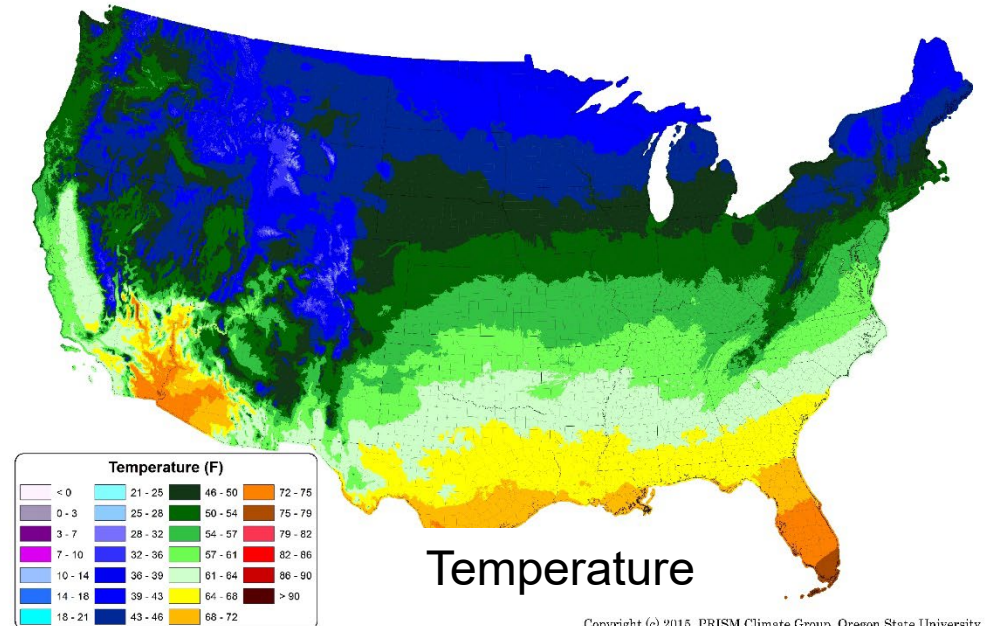 Temperature (F)
< 0
0 - 3
3 - 7
7 - 10
10 - 14
14 - 18
18 - 21
21 - 25
25 - 28
28 - 32
32 - 36
36 - 39
39 - 43
43 - 46
46 - 50
50 - 54
54 - 57
57 - 61
61 - 64
64 - 68
68 - 72
72 - 75
75 - 79
79 - 82
82 - 86
86 - 90
> 90
Temperature
Copyright (c) 2015, PRISM Climate Group, Oregon State University